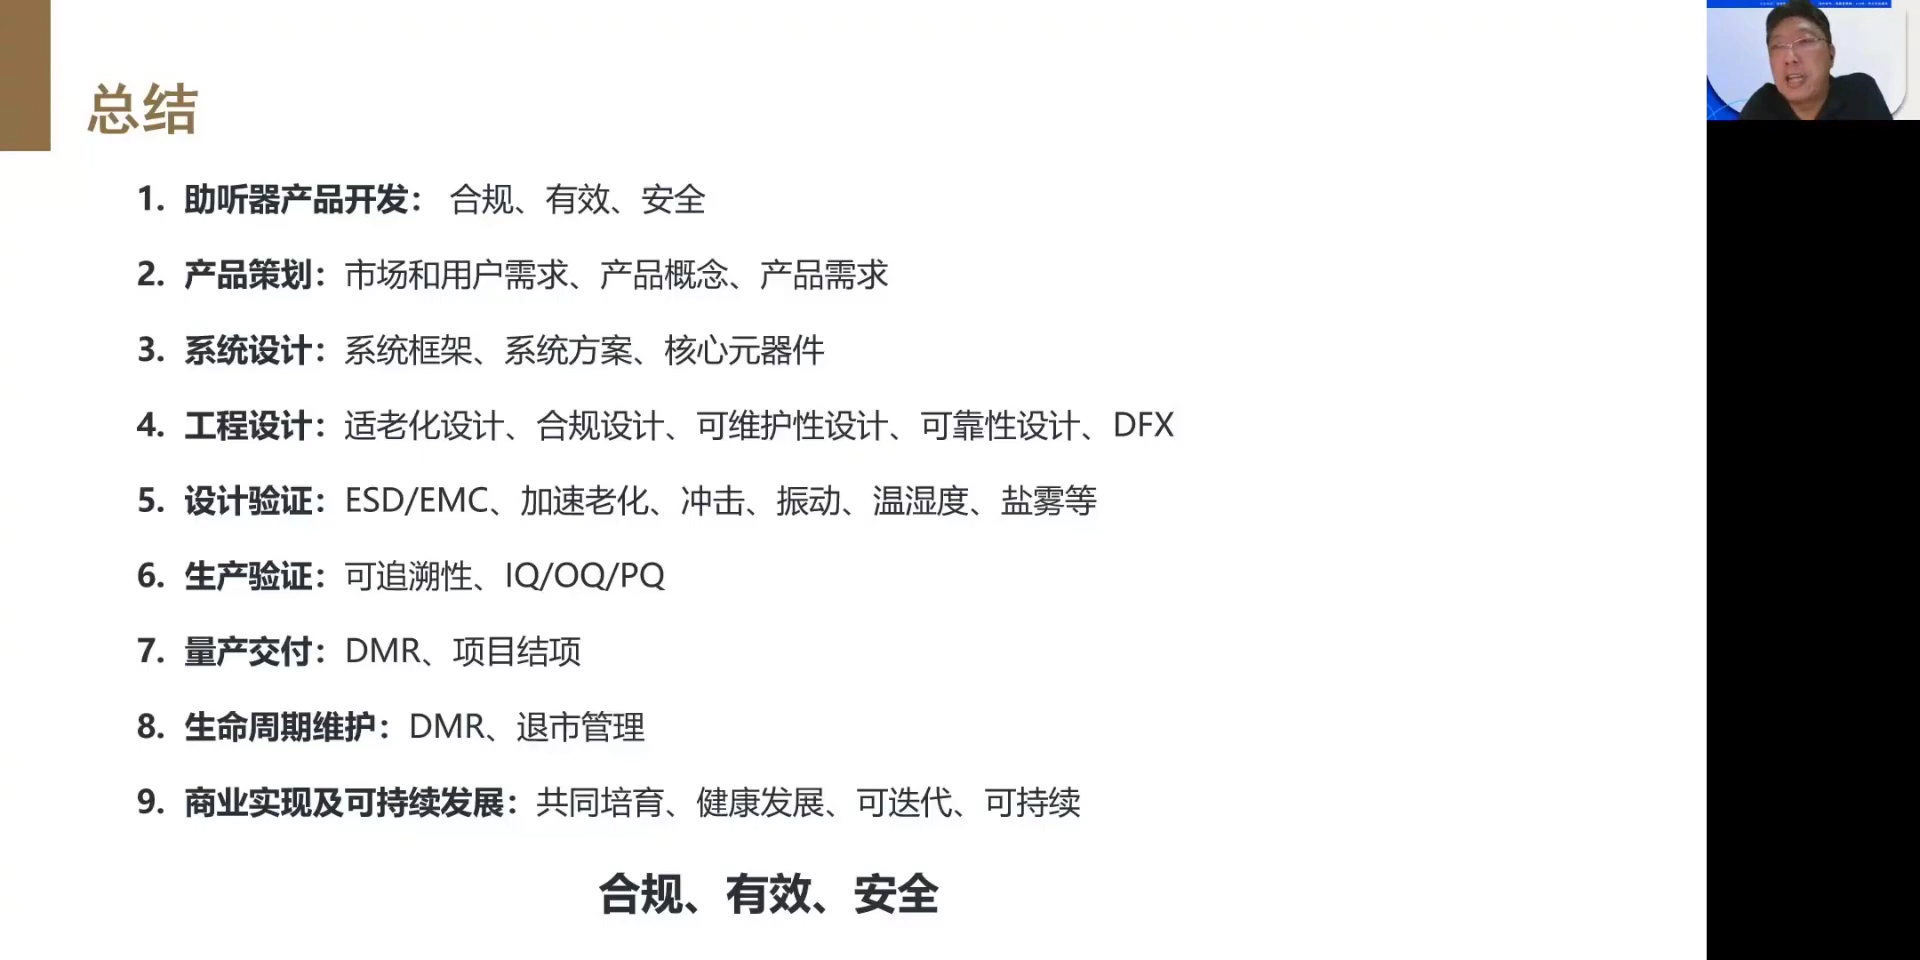 总结
1. 助听器产品开发： 合规、有效、安全
2. 产品策划：市场和用户需求、产品概念、产品需求
3. 系统设计：系统框架、系统方案、核心元器件
4. 工程设计：适老化设计、合规设计、可维护性设计、可靠性设计、DFX
5. 设计验证：ESD/EMC、加速老化、冲击、振动、温湿度、盐雾等
6. 生产验证：可追溯性、IQ/OQ/PQ
7. 量产交付：DMR、项目结项
8. 生命周期维护：DMR、退市管理
9. 商业实现及可持续发展：共同培育、健康发展、可迭代、可持续
合规、有效、安全